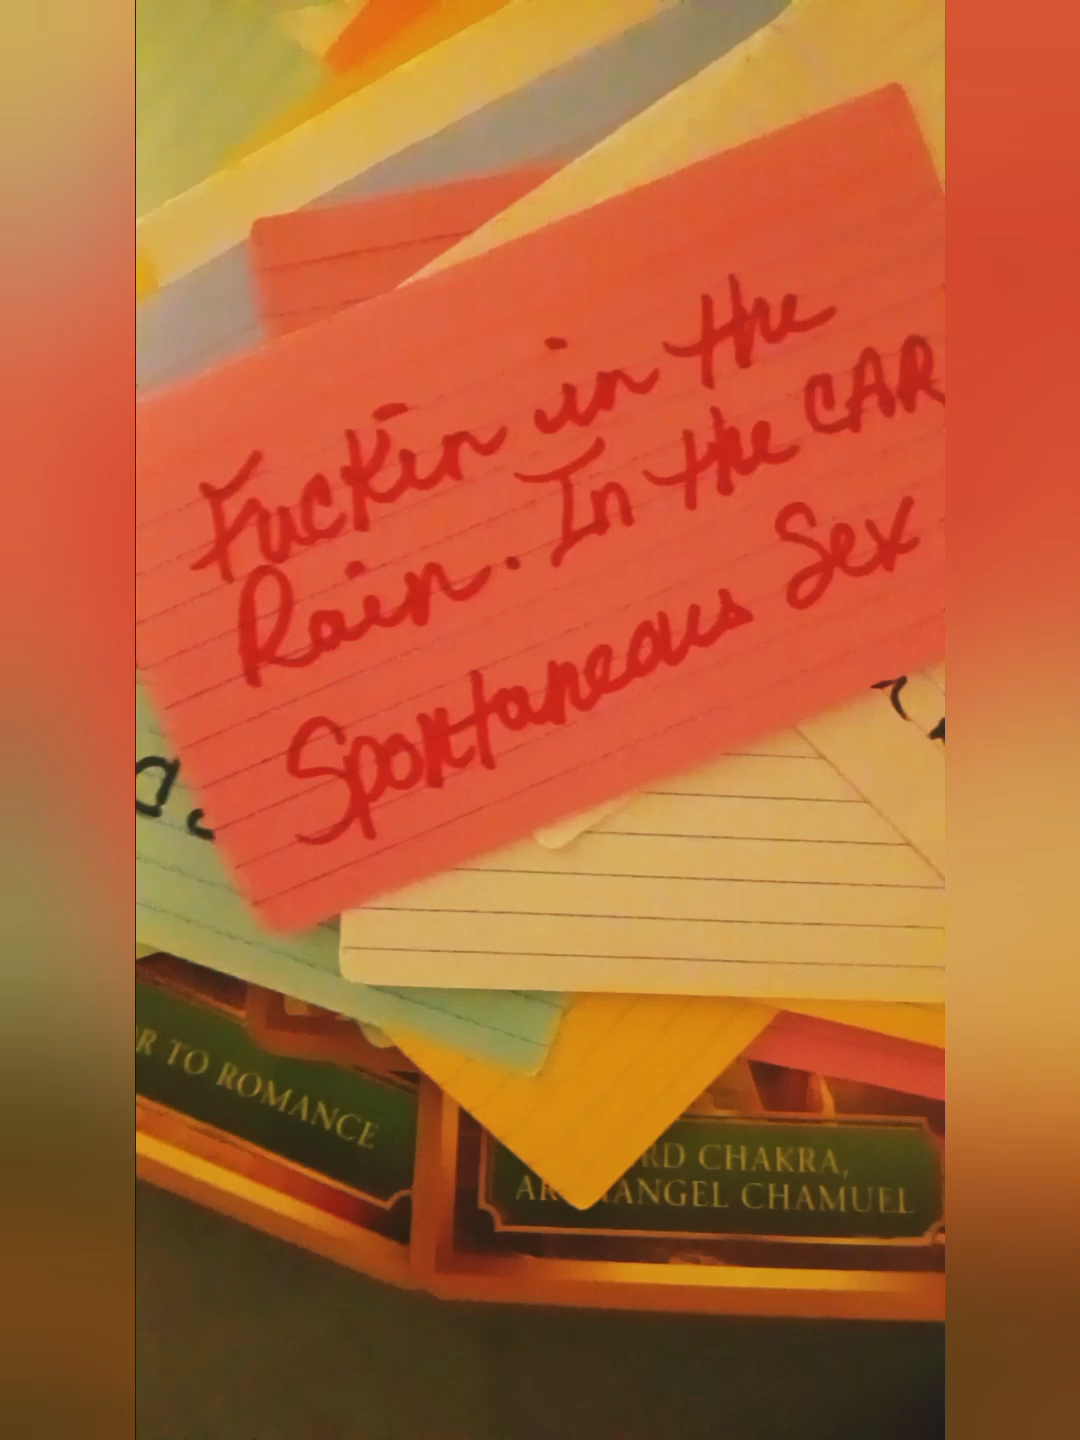 Fuckin in the
Rain. In the CAR
Spontaneous Sex
d.
R TO ROMANCE
RD CHAKRA,
ANGEL CHAMUEL